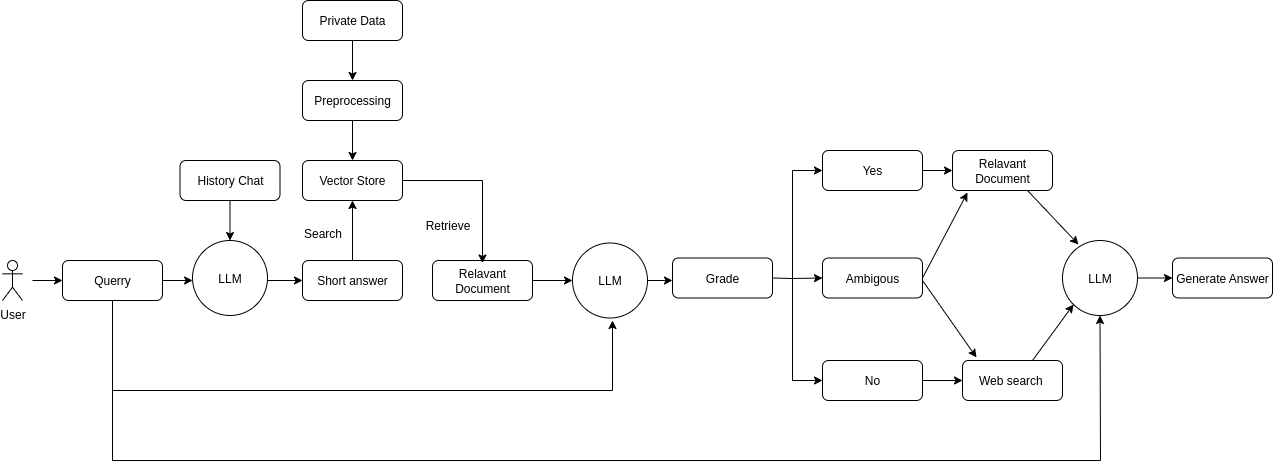 Private Data
Preprocessing
History Chat
Vector Store
Search
Retrieve
User
Querry
LLM
Short answer
Relavant
Document
LLM
Grade
Yes
Relavant
Document
Ambigous
No
Web search
LLM
Generate Answer